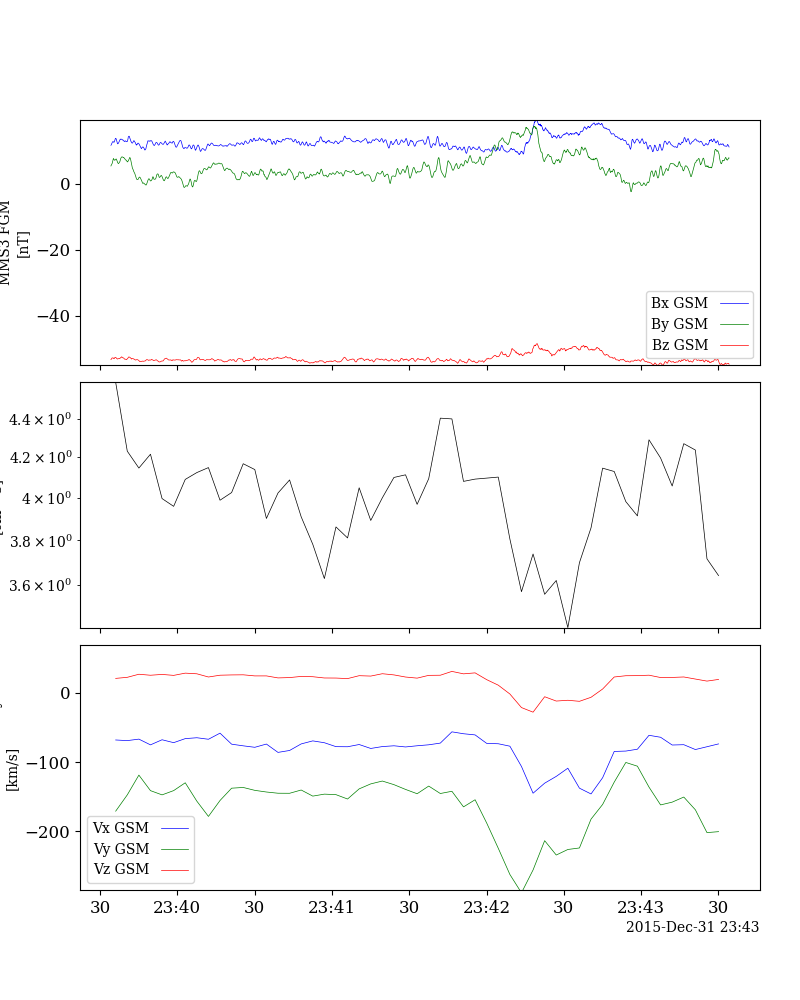 MMS3 FGM
[nT]
0
−20
−40
Bx GSM
By GSM
Bz GSM
4.4 × 10⁰
4.2 × 10⁰
4 × 10⁰
3.8 × 10⁰
3.6 × 10⁰
[km/s]
0
−100
−200
Vx GSM
Vy GSM
Vz GSM
30 23:40 30 23:41 30 23:42 30 23:43 30
2015-Dec-31 23:43